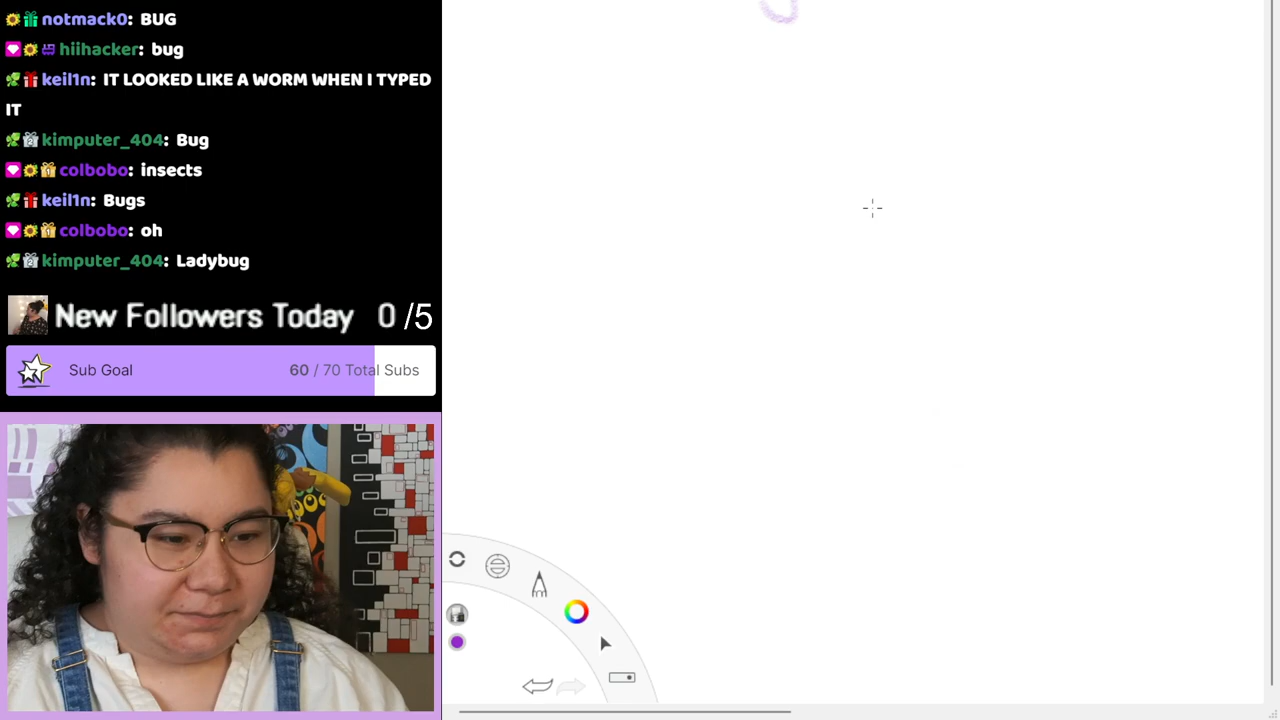 notmack0: BUG
hiihacker: bug
keil1n: IT LOOKED LIKE A WORM WHEN I TYPED
IT
kimputer_404: Bug
colbobo: insects
keil1n: Bugs
colbobo: oh
kimputer_404: Ladybug
New Followers Today 0 /5
Sub Goal 60 / 70 Total Subs